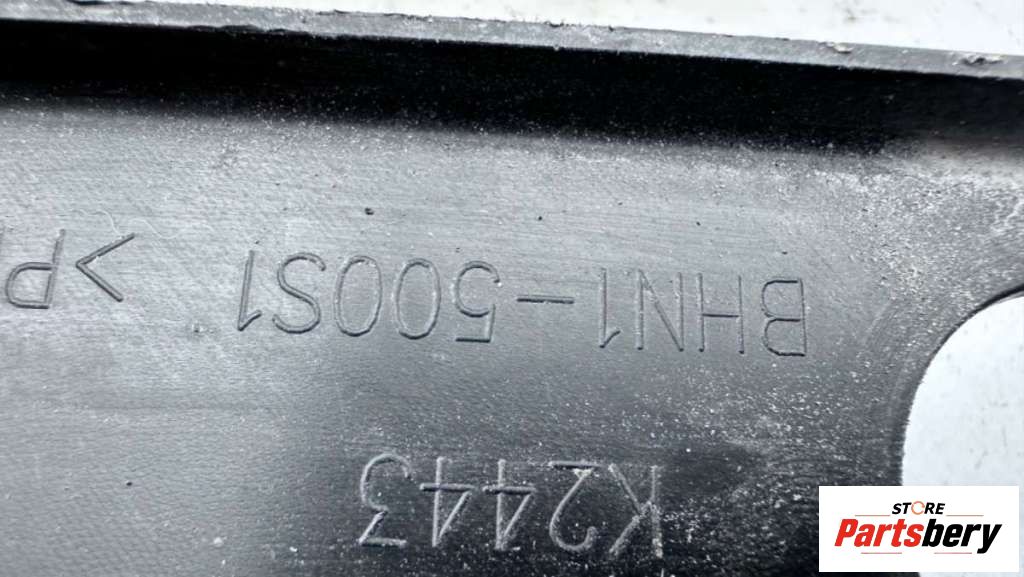 K2443
BHN1-500S1
STORE
Partsbery